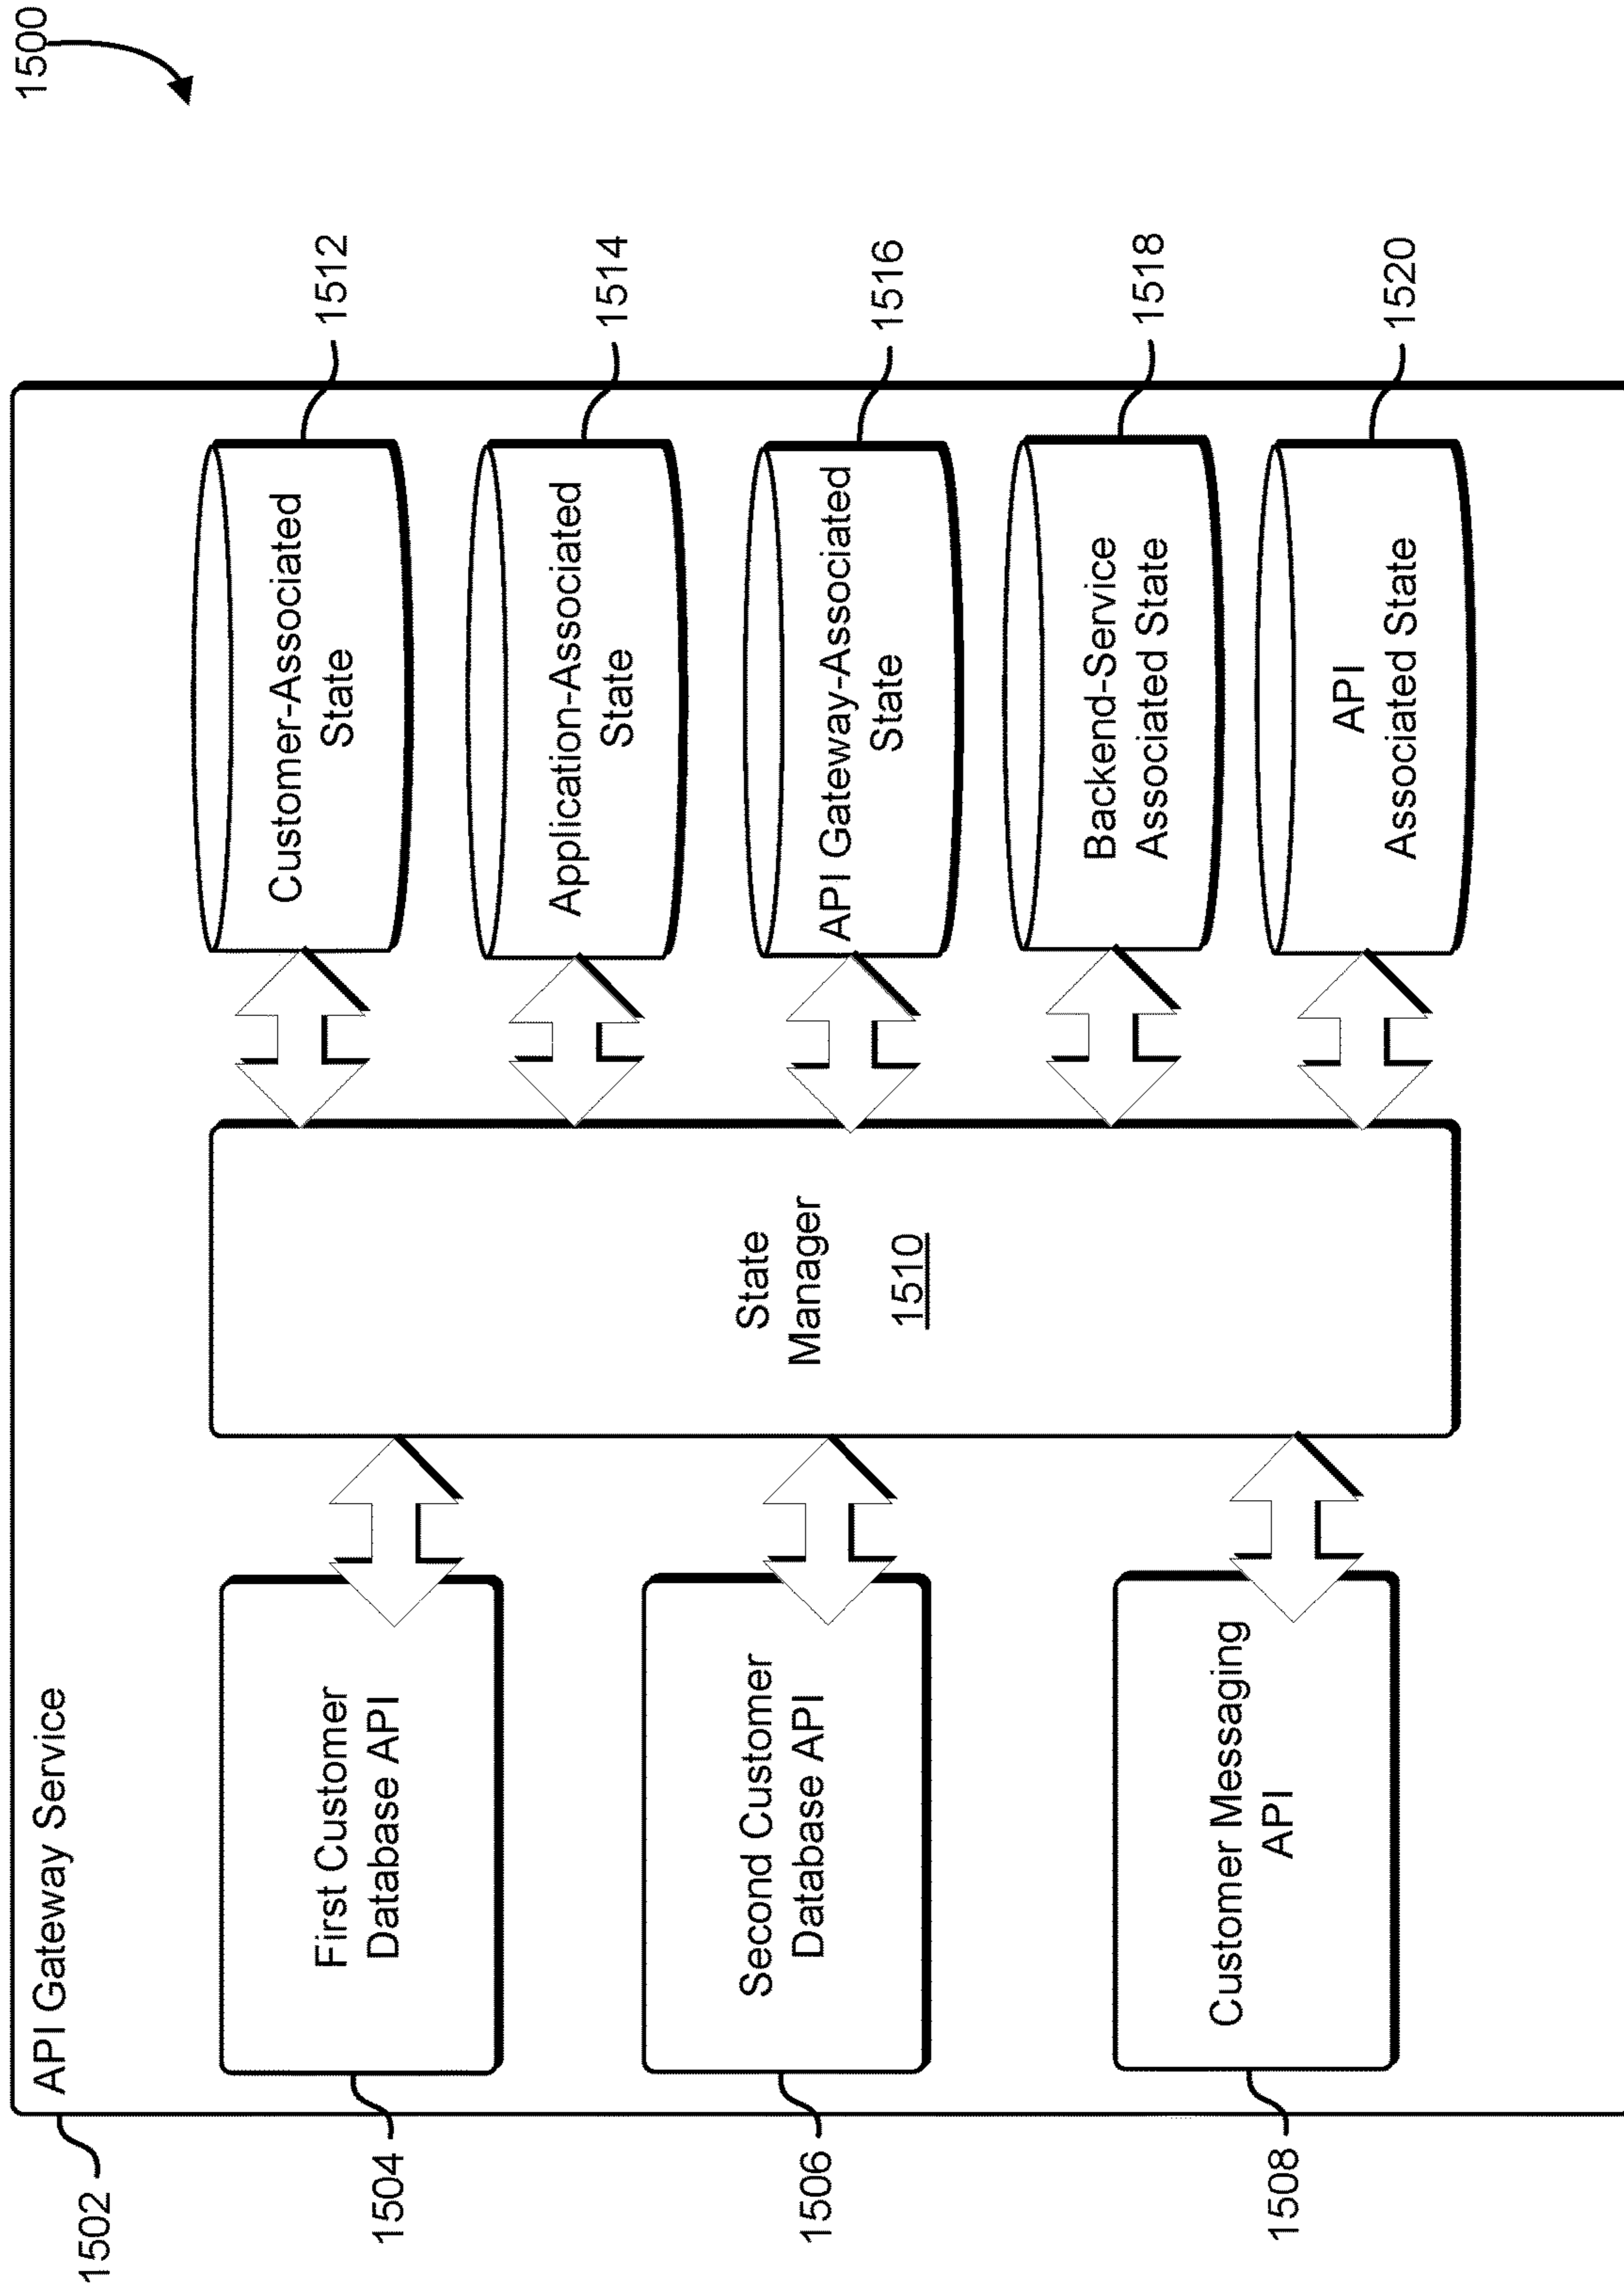 1500
API Gateway Service
1502
First Customer
Database API
1504
Second Customer
Database API
1506
Customer Messaging
API
1508
State
Manager
1510
Customer-Associated
State
1512
Application-Associated
State
1514
API Gateway-Associated
State
1516
Backend-Service
Associated State
1518
API
Associated State
1520